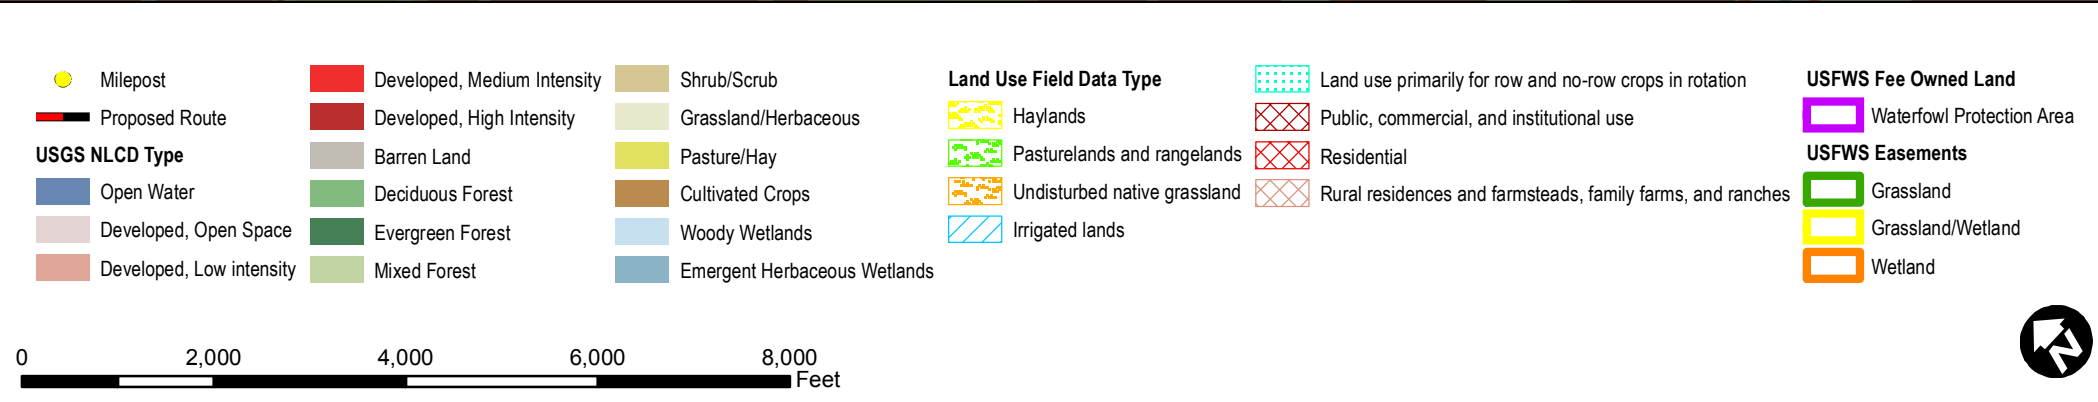 Milepost
Proposed Route
USGS NLCD Type
Open Water
Developed, Open Space
Developed, Low intensity
Developed, Medium Intensity
Developed, High Intensity
Barren Land
Deciduous Forest
Evergreen Forest
Mixed Forest
Shrub/Scrub
Grassland/Herbaceous
Pasture/Hay
Cultivated Crops
Woody Wetlands
Emergent Herbaceous Wetlands
Land Use Field Data Type
Haylands
Pasturelands and rangelands
Undisturbed native grassland
Irrigated lands
Land use primarily for row and no-row crops in rotation
Public, commercial, and institutional use
Residential
Rural residences and farmsteads, family farms, and ranches
USFWS Fee Owned Land
Waterfowl Protection Area
USFWS Easements
Grassland
Grassland/Wetland
Wetland
0 2,000 4,000 6,000 8,000
Feet
N